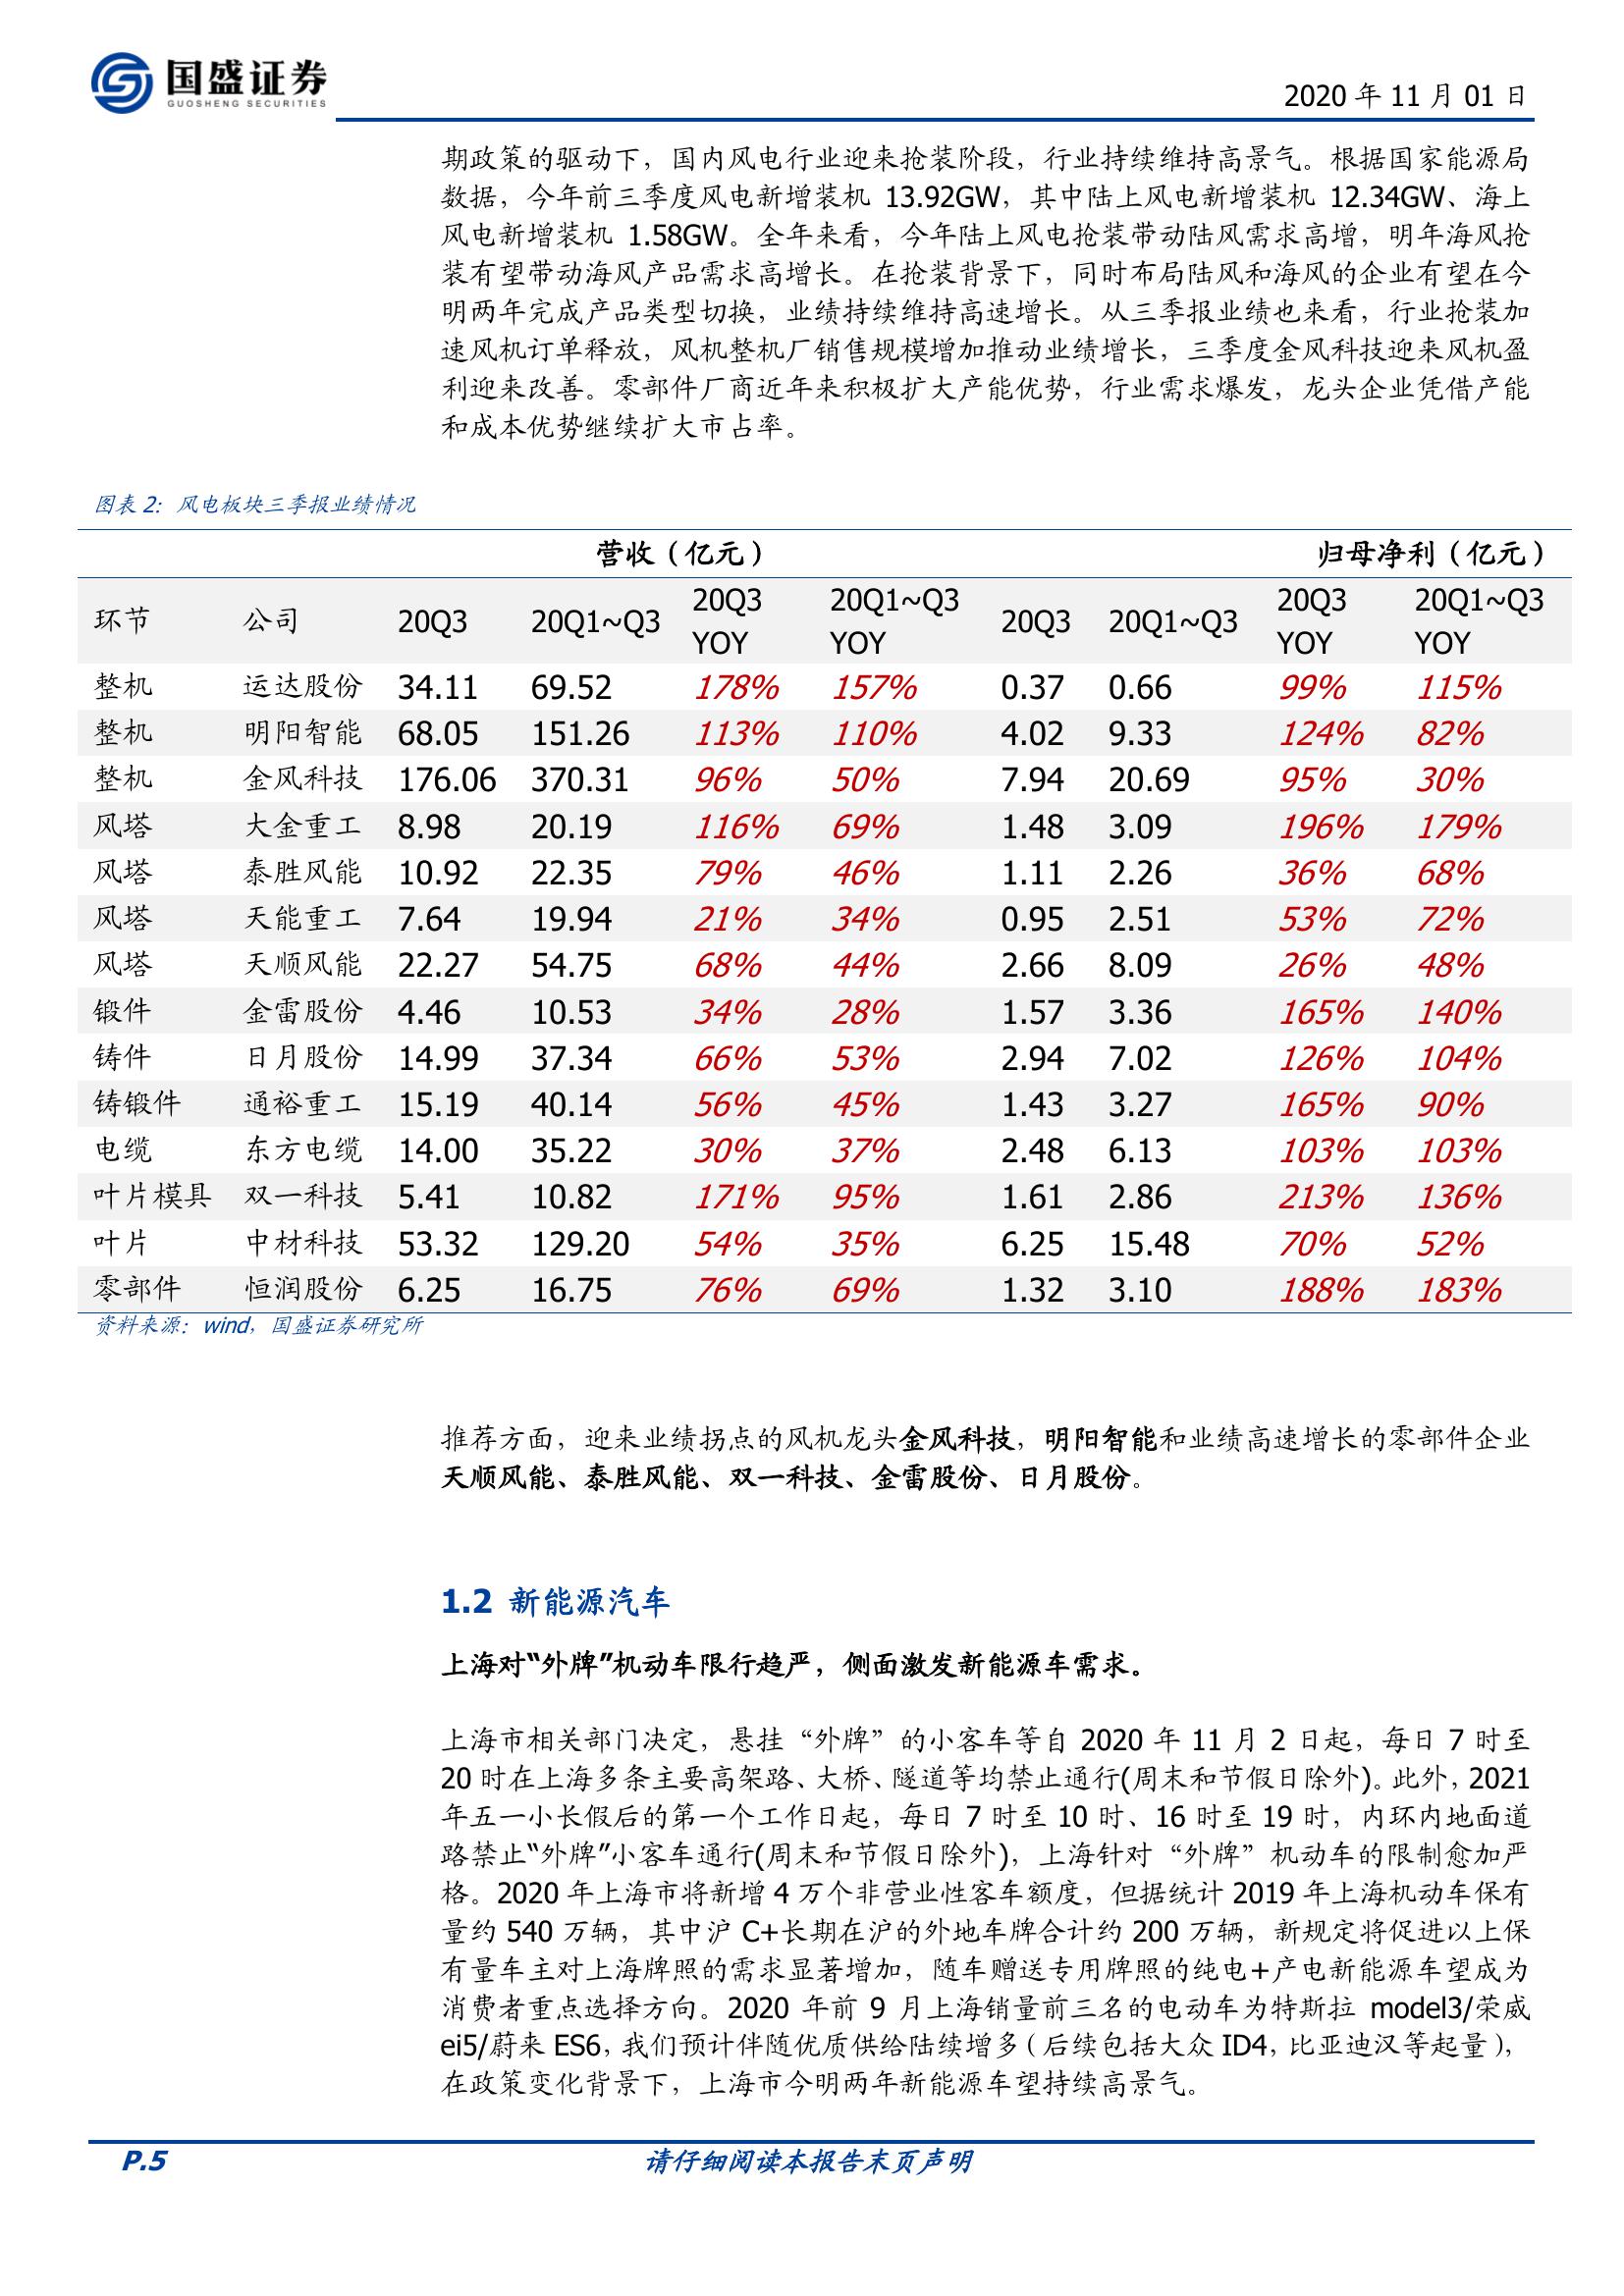 国盛证券
GUOSHENG SECURITIES
2020 年 11 月 01 日
期政策的驱动下，国内风电行业迎来抢装阶段，行业持续维持高景气。根据国家能源局
数据，今年前三季度风电新增装机 13.92GW，其中陆上风电新增装机 12.34GW、海上
风电新增装机 1.58GW。全年来看，今年陆上风电抢装带动陆风需求高增，明年海风抢
装有望带动海风产品需求高增长。在抢装背景下，同时布局陆风和海风的企业有望在今
明两年完成产品类型切换，业绩持续维持高速增长。从三季报业绩也来看，行业抢装加
速风机订单释放，风机整机厂销售规模增加推动业绩增长，三季度金风科技迎来风机盈
利迎来改善。零部件厂商近年来积极扩大产能优势，行业需求爆发，龙头企业凭借产能
和成本优势继续扩大市占率。
图表 2：风电板块三季报业绩情况
营收（亿元） 归母净利（亿元）
环节 公司 20Q3 20Q1~Q3 20Q3 YOY 20Q1~Q3 YOY 20Q3 20Q1~Q3 20Q3 YOY 20Q1~Q3 YOY
整机 运达股份 34.11 69.52 178% 157% 0.37 0.66 99% 115%
整机 明阳智能 68.05 151.26 113% 110% 4.02 9.33 124% 82%
整机 金风科技 176.06 370.31 96% 50% 7.94 20.69 95% 30%
风塔 大金重工 8.98 20.19 116% 69% 1.48 3.09 196% 179%
风塔 泰胜风能 10.92 22.35 79% 46% 1.11 2.26 36% 68%
风塔 天能重工 7.64 19.94 21% 34% 0.95 2.51 53% 72%
风塔 天顺风能 22.27 54.75 68% 44% 2.66 8.09 26% 48%
锻件 金雷股份 4.46 10.53 34% 28% 1.57 3.36 165% 140%
铸件 日月股份 14.99 37.34 66% 53% 2.94 7.02 126% 104%
铸锻件 通裕重工 15.19 40.14 56% 45% 1.43 3.27 165% 90%
电缆 东方电缆 14.00 35.22 30% 37% 2.48 6.13 103% 103%
叶片模具 双一科技 5.41 10.82 171% 95% 1.61 2.86 213% 136%
叶片 中材科技 53.32 129.20 54% 35% 6.25 15.48 70% 52%
零部件 恒润股份 6.25 16.75 76% 69% 1.32 3.10 188% 183%
资料来源：wind，国盛证券研究所
推荐方面，迎来业绩拐点的风机龙头金风科技，明阳智能和业绩高速增长的零部件企业
天顺风能、泰胜风能、双一科技、金雷股份、日月股份。
1.2 新能源汽车
上海对“外牌”机动车限行趋严，侧面激发新能源车需求。
上海市相关部门决定，悬挂“外牌”的小客车等自 2020 年 11 月 2 日起，每日 7 时至
20 时在上海多条主要高架路、大桥、隧道等均禁止通行(周末和节假日除外)。此外，2021
年五一小长假后的第一个工作日起，每日 7 时至 10 时、16 时至 19 时，内环内地面道
路禁止“外牌”小客车通行(周末和节假日除外)，上海针对“外牌”机动车的限制愈加严
格。2020 年上海市将新增 4 万个非营业性客车额度，但据统计 2019 年上海机动车保有
量约 540 万辆，其中沪 C+长期在沪的外地车牌合计约 200 万辆，新规定将促进以上保
有量车主对上海牌照的需求显著增加，随车赠送专用牌照的纯电+产电新能源车望成为
消费者重点选择方向。2020 年前 9 月上海销量前三名的电动车为特斯拉 model3/荣威
ei5/蔚来 ES6，我们预计伴随优质供给陆续增多（后续包括大众 ID4，比亚迪汉等起量），
在政策变化背景下，上海市今明两年新能源车望持续高景气。
P.5 请仔细阅读本报告末页声明